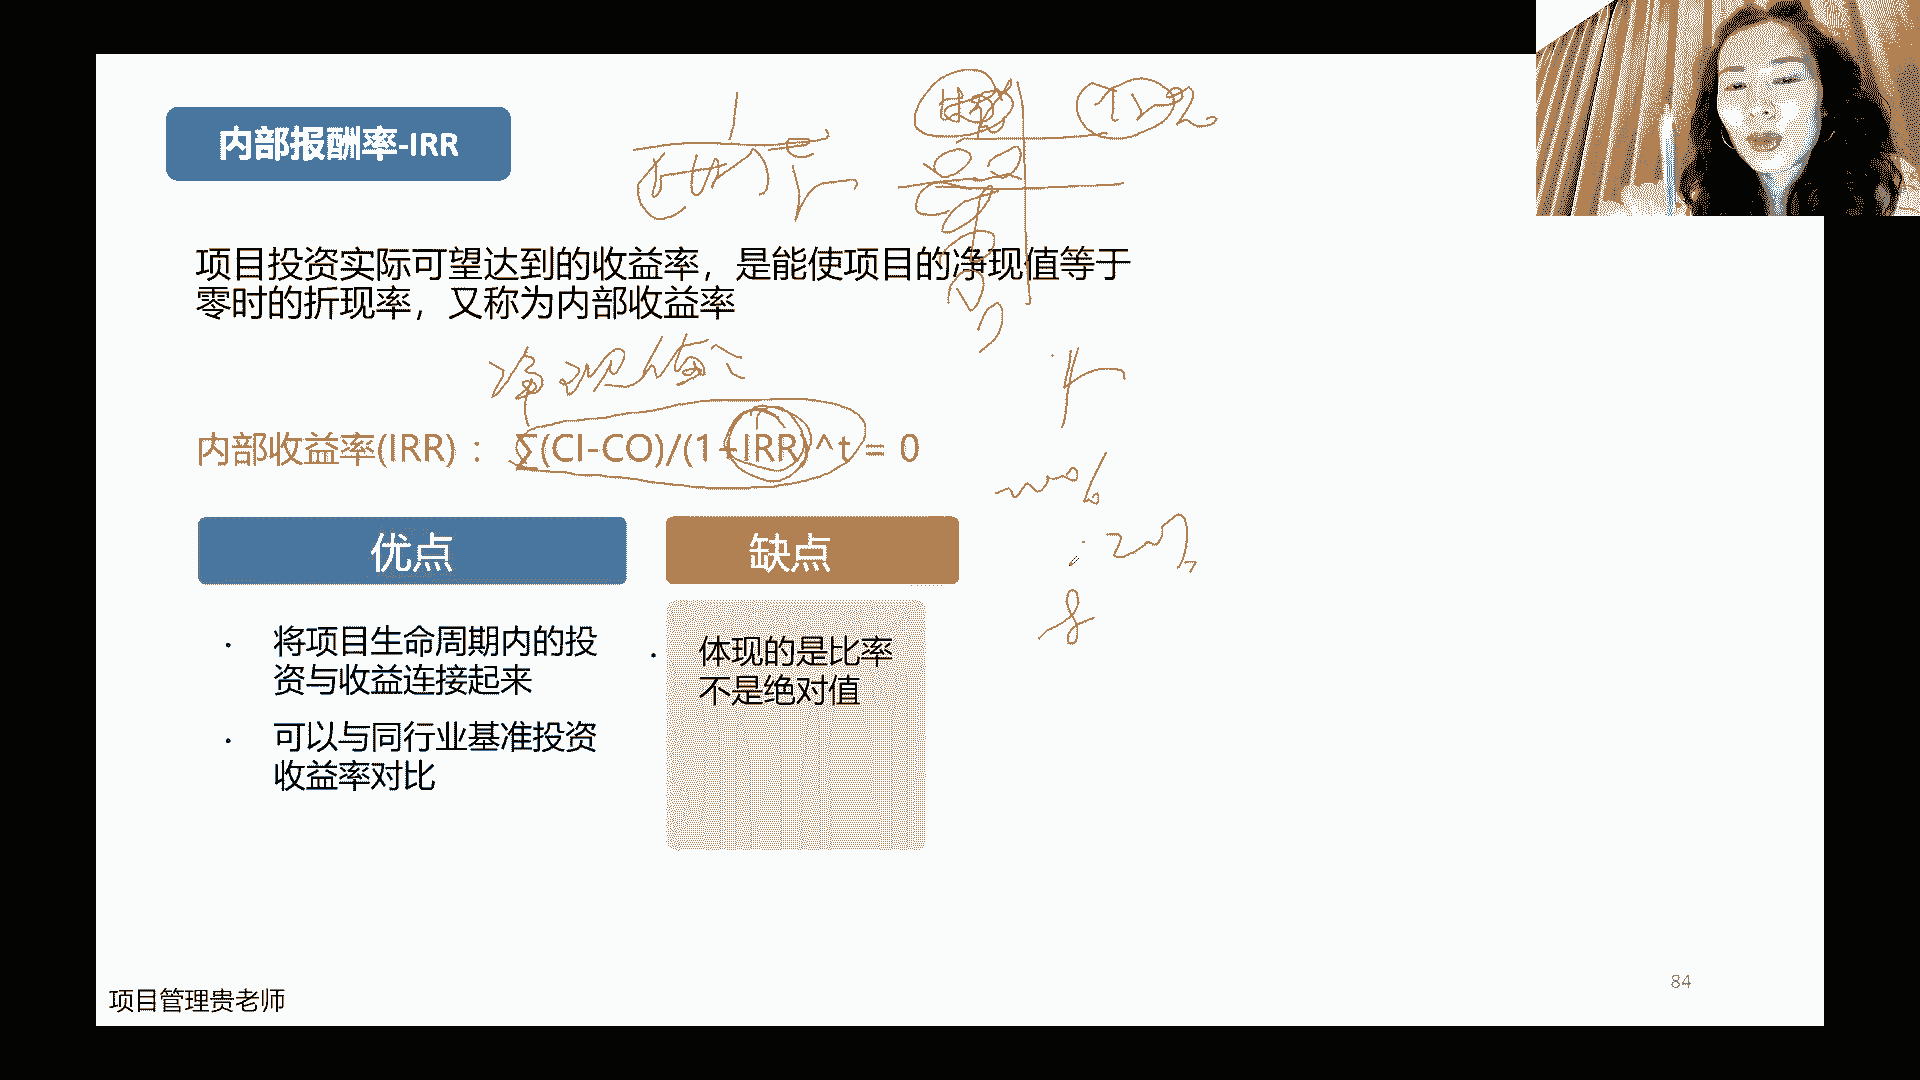 内部报酬率-IRR
项目投资实际可望达到的收益率，是能使项目的净现值等于
零时的折现率，又称为内部收益率
净现值
内部收益率(IRR)： ∑(CI-CO)/(1+IRR)^t = 0
优点
缺点
· 将项目生命周期内的投
资与收益连接起来
· 可以与同行业基准投资
收益率对比
· 体现的是比率
不是绝对值
项目管理贵老师
84